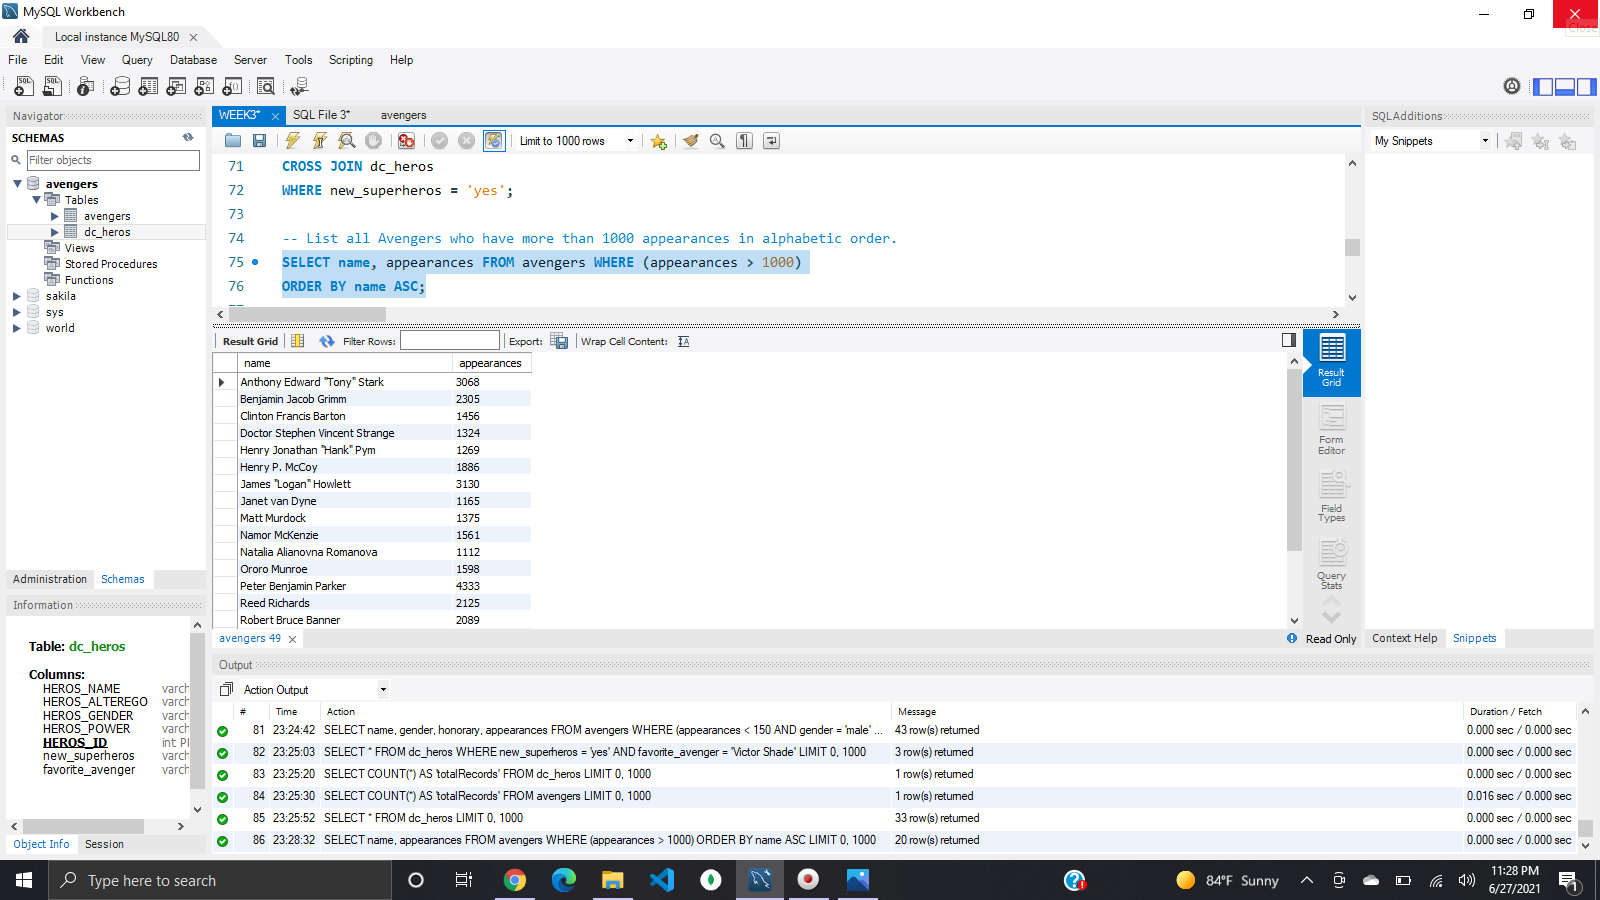 MySQL Workbench
Close
Local instance MySQL80
File Edit View Query Database Server Tools Scripting Help
Navigator
SCHEMAS
Filter objects
avengers
Tables
avengers
dc_heros
Views
Stored Procedures
Functions
sakila
sys
world
Administration Schemas
Information
Table: dc_heros
Columns:
HEROS_NAME varch
HEROS_ALTEREGO varch
HEROS_GENDER varch
HEROS_POWER varch
HEROS_ID int PI
new_superheros varch
favorite_avenger varch
Object Info Session
WEEK3* SQL File 3* avengers
Limit to 1000 rows
71 CROSS JOIN dc_heros
72 WHERE new_superheros = 'yes';
73
74 -- List all Avengers who have more than 1000 appearances in alphabetic order.
75 SELECT name, appearances FROM avengers WHERE (appearances > 1000)
76 ORDER BY name ASC;
Result Grid Filter Rows: Export: Wrap Cell Content:
name appearances
Anthony Edward "Tony" Stark 3068
Benjamin Jacob Grimm 2305
Clinton Francis Barton 1456
Doctor Stephen Vincent Strange 1324
Henry Jonathan "Hank" Pym 1269
Henry P. McCoy 1886
James "Logan" Howlett 3130
Janet van Dyne 1165
Matt Murdock 1375
Namor McKenzie 1561
Natalia Alianovna Romanova 1112
Ororo Munroe 1598
Peter Benjamin Parker 4333
Reed Richards 2125
Robert Bruce Banner 2089
Result Grid
Form Editor
Field Types
Query Stats
avengers 49
Read Only
SQLAdditions
My Snippets
Context Help Snippets
Output
Action Output
# Time Action Message Duration / Fetch
81 23:24:42 SELECT name, gender, honorary, appearances FROM avengers WHERE (appearances < 150 AND gender = 'male' ... 43 row(s) returned 0.000 sec / 0.000 sec
82 23:25:03 SELECT * FROM dc_heros WHERE new_superheros = 'yes' AND favorite_avenger = 'Victor Shade' LIMIT 0, 1000 3 row(s) returned 0.000 sec / 0.000 sec
83 23:25:20 SELECT COUNT(*) AS 'totalRecords' FROM dc_heros LIMIT 0, 1000 1 row(s) returned 0.000 sec / 0.000 sec
84 23:25:30 SELECT COUNT(*) AS 'totalRecords' FROM avengers LIMIT 0, 1000 1 row(s) returned 0.016 sec / 0.000 sec
85 23:25:52 SELECT * FROM dc_heros LIMIT 0, 1000 33 row(s) returned 0.000 sec / 0.000 sec
86 23:28:32 SELECT name, appearances FROM avengers WHERE (appearances > 1000) ORDER BY name ASC LIMIT 0, 1000 20 row(s) returned 0.000 sec / 0.000 sec
Type here to search
84°F Sunny
11:28 PM
6/27/2021
1